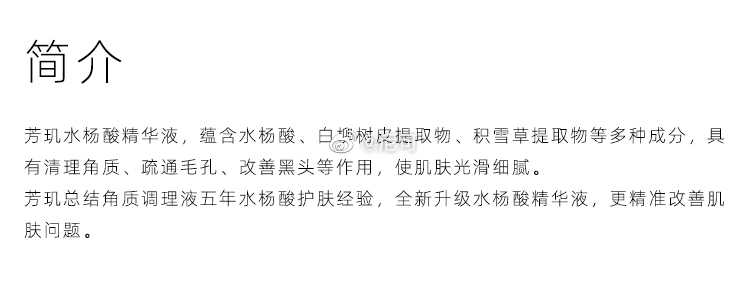 简介
芳玑水杨酸精华液，蕴含水杨酸、白柳树皮提取物、积雪草提取物等多种成分，具
有清理角质、疏通毛孔、改善黑头等作用，使肌肤光滑细腻。
芳玑总结角质调理液五年水杨酸护肤经验，全新升级水杨酸精华液，更精准改善肌
肤问题。